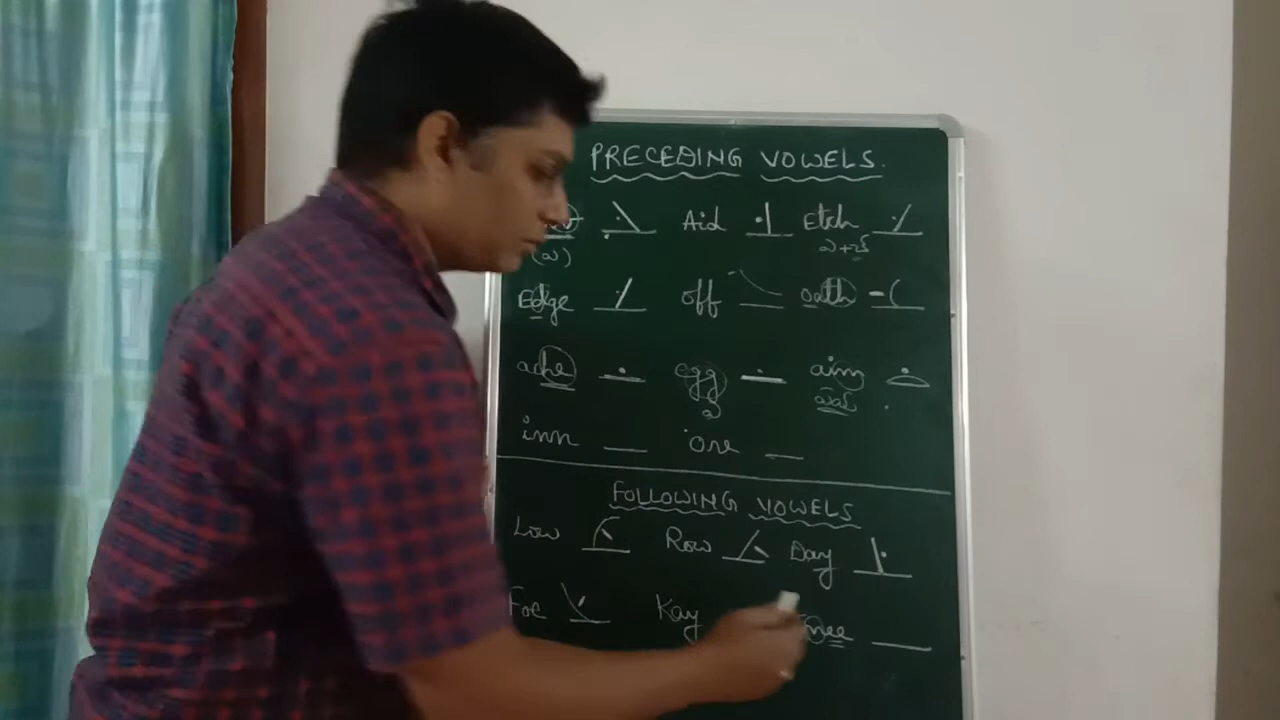 PRECEDING VOWELS.
Aid Etch
Edge off oath
ache egg aim
inn ore
FOLLOWING VOWELS
Low Row Day
Foe Kay